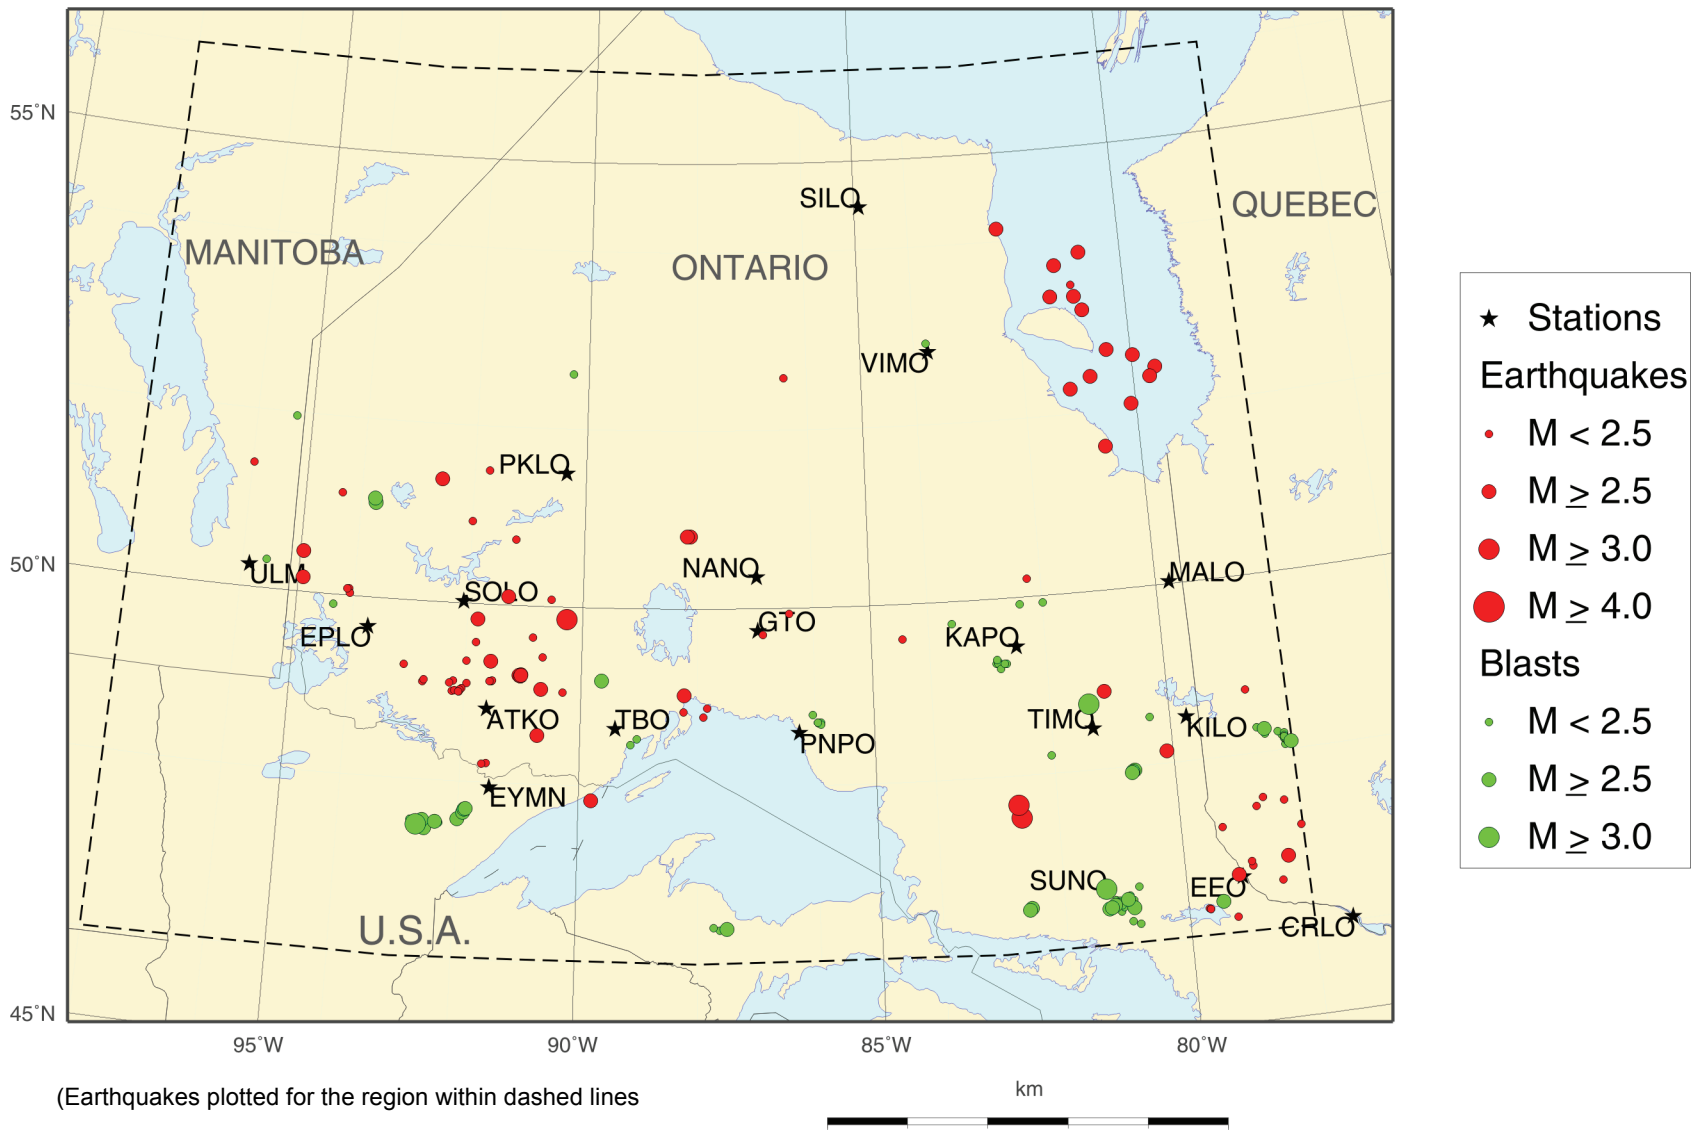 55°N
50°N
45°N
95°W
90°W
85°W
80°W
MANITOBA
ONTARIO
QUEBEC
U.S.A.
SILO
VIMO
PKLO
NANO
GTO
ULM
SOLO
EPLO
MALO
KAPO
ATKO
TBO
PNPO
TIMO
KILO
EYMN
SUNO
EEO
CRLO
Stations
Earthquakes
M < 2.5
M ≥ 2.5
M ≥ 3.0
M ≥ 4.0
Blasts
M < 2.5
M ≥ 2.5
M ≥ 3.0
(Earthquakes plotted for the region within dashed lines
km